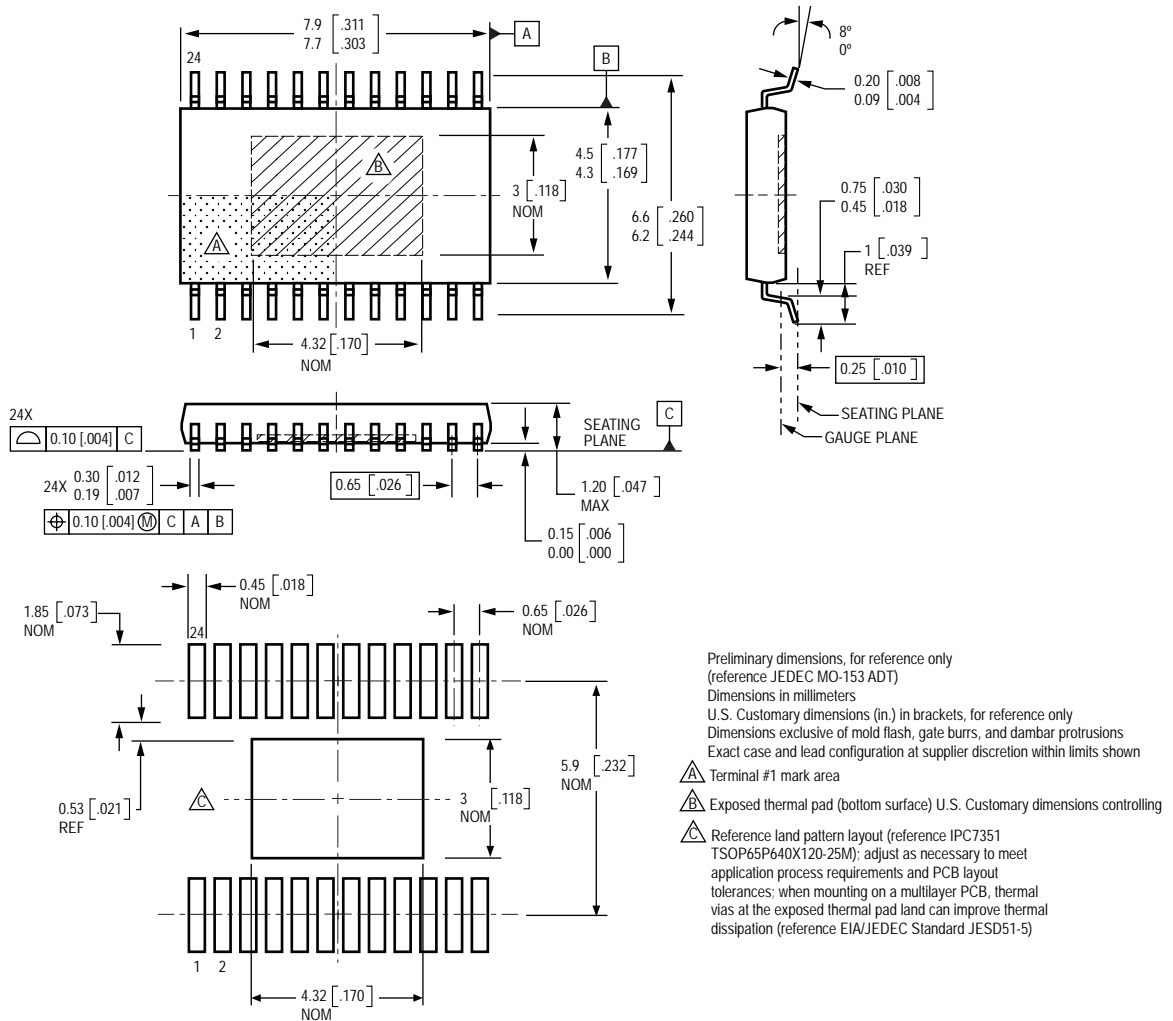 7.9 [.311]
7.7 [.303]
A
24
B
8º
0º
0.20 [.008]
0.09 [.004]
B
3 [.118]
NOM
4.5 [.177]
4.3 [.169]
6.6 [.260]
6.2 [.244]
0.75 [.030]
0.45 [.018]
1 [.039]
REF
A
1 2
4.32 [.170]
NOM
0.25 [.010]
SEATING PLANE
GAUGE PLANE
24X
0.10 [.004] C
SEATING
PLANE
C
24X 0.30 [.012]
0.19 [.007]
0.10 [.004] Ⓜ C A B
0.65 [.026]
1.20 [.047]
MAX
0.15 [.006]
0.00 [.000]
0.45 [.018]
NOM
1.85 [.073]
NOM
0.65 [.026]
NOM
24
5.9 [.232]
NOM
0.53 [.021]
REF
C
3 [.118]
NOM
1 2
4.32 [.170]
NOM
Preliminary dimensions, for reference only
(reference JEDEC MO-153 ADT)
Dimensions in millimeters
U.S. Customary dimensions (in.) in brackets, for reference only
Dimensions exclusive of mold flash, gate burrs, and dambar protrusions
Exact case and lead configuration at supplier discretion within limits shown
A Terminal #1 mark area
B Exposed thermal pad (bottom surface) U.S. Customary dimensions controlling
C Reference land pattern layout (reference IPC7351
TSOP65P640X120-25M); adjust as necessary to meet
application process requirements and PCB layout
tolerances; when mounting on a multilayer PCB, thermal
vias at the exposed thermal pad land can improve thermal
dissipation (reference EIA/JEDEC Standard JESD51-5)